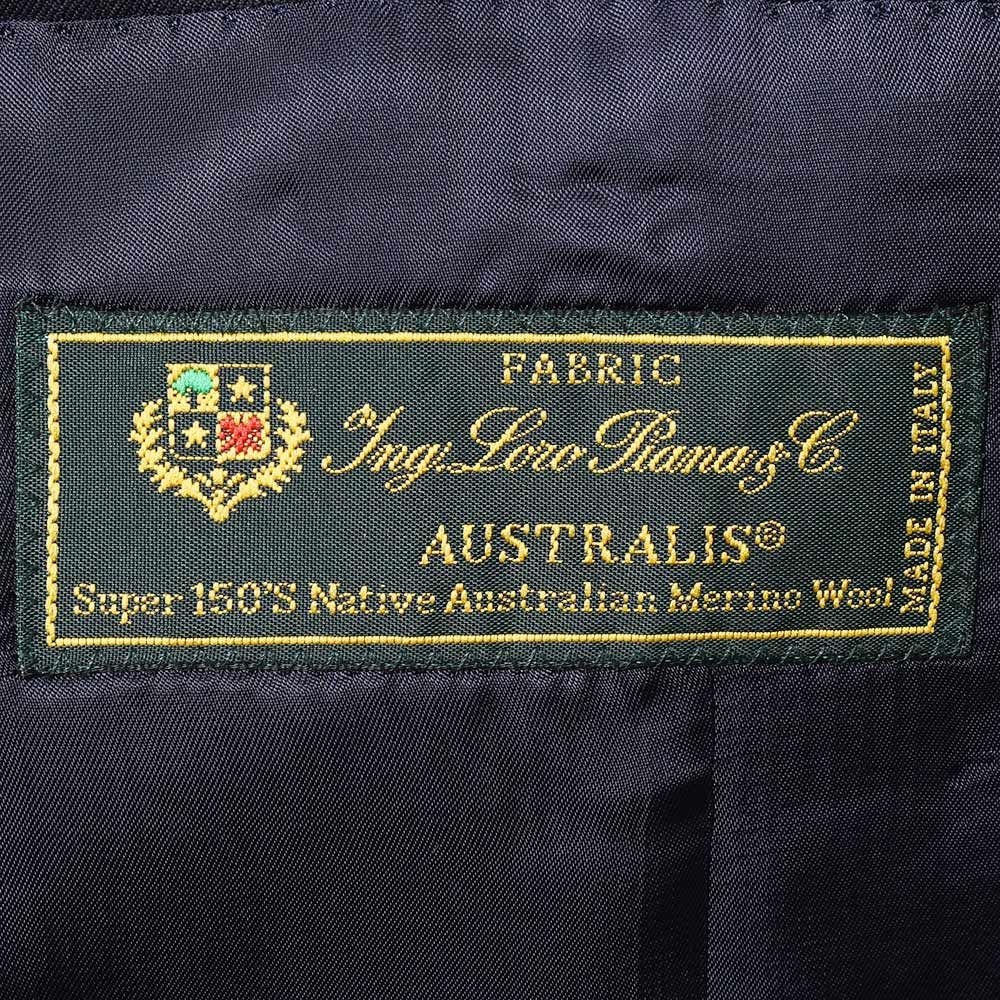 FABRIC
Ing. Loro Piana & C.
AUSTRALIS®
Super 150'S Native Australian Merino Wool
MADE IN ITALY